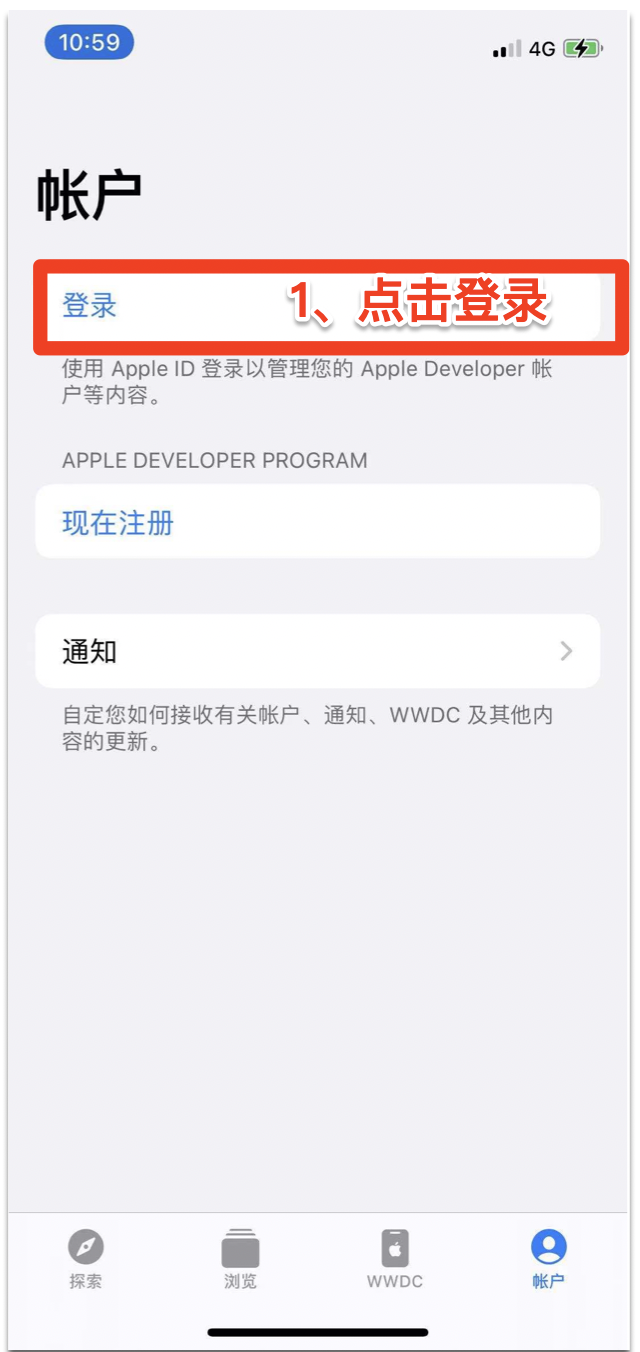 10:59
4G
帐户
登录
1、点击登录
使用 Apple ID 登录以管理您的 Apple Developer 帐
户等内容。
APPLE DEVELOPER PROGRAM
现在注册
通知
自定您如何接收有关帐户、通知、WWDC 及其他内
容的更新。
探索
浏览
WWDC
帐户